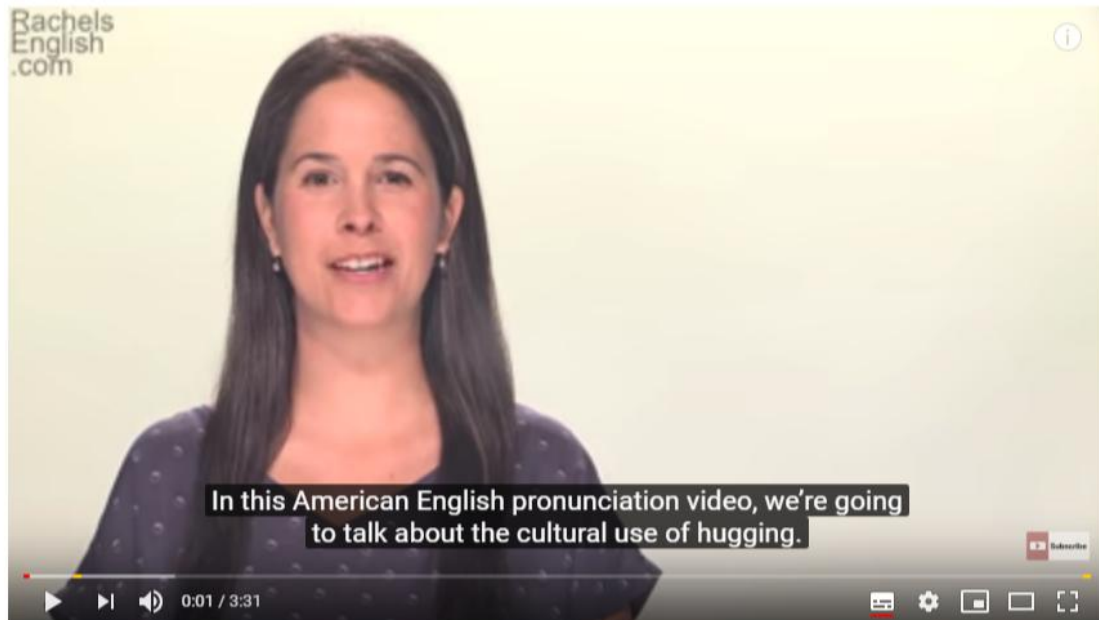 Rachels
English
.com
In this American English pronunciation video, we're going
to talk about the cultural use of hugging.
Subscribe
0:01 / 3:31